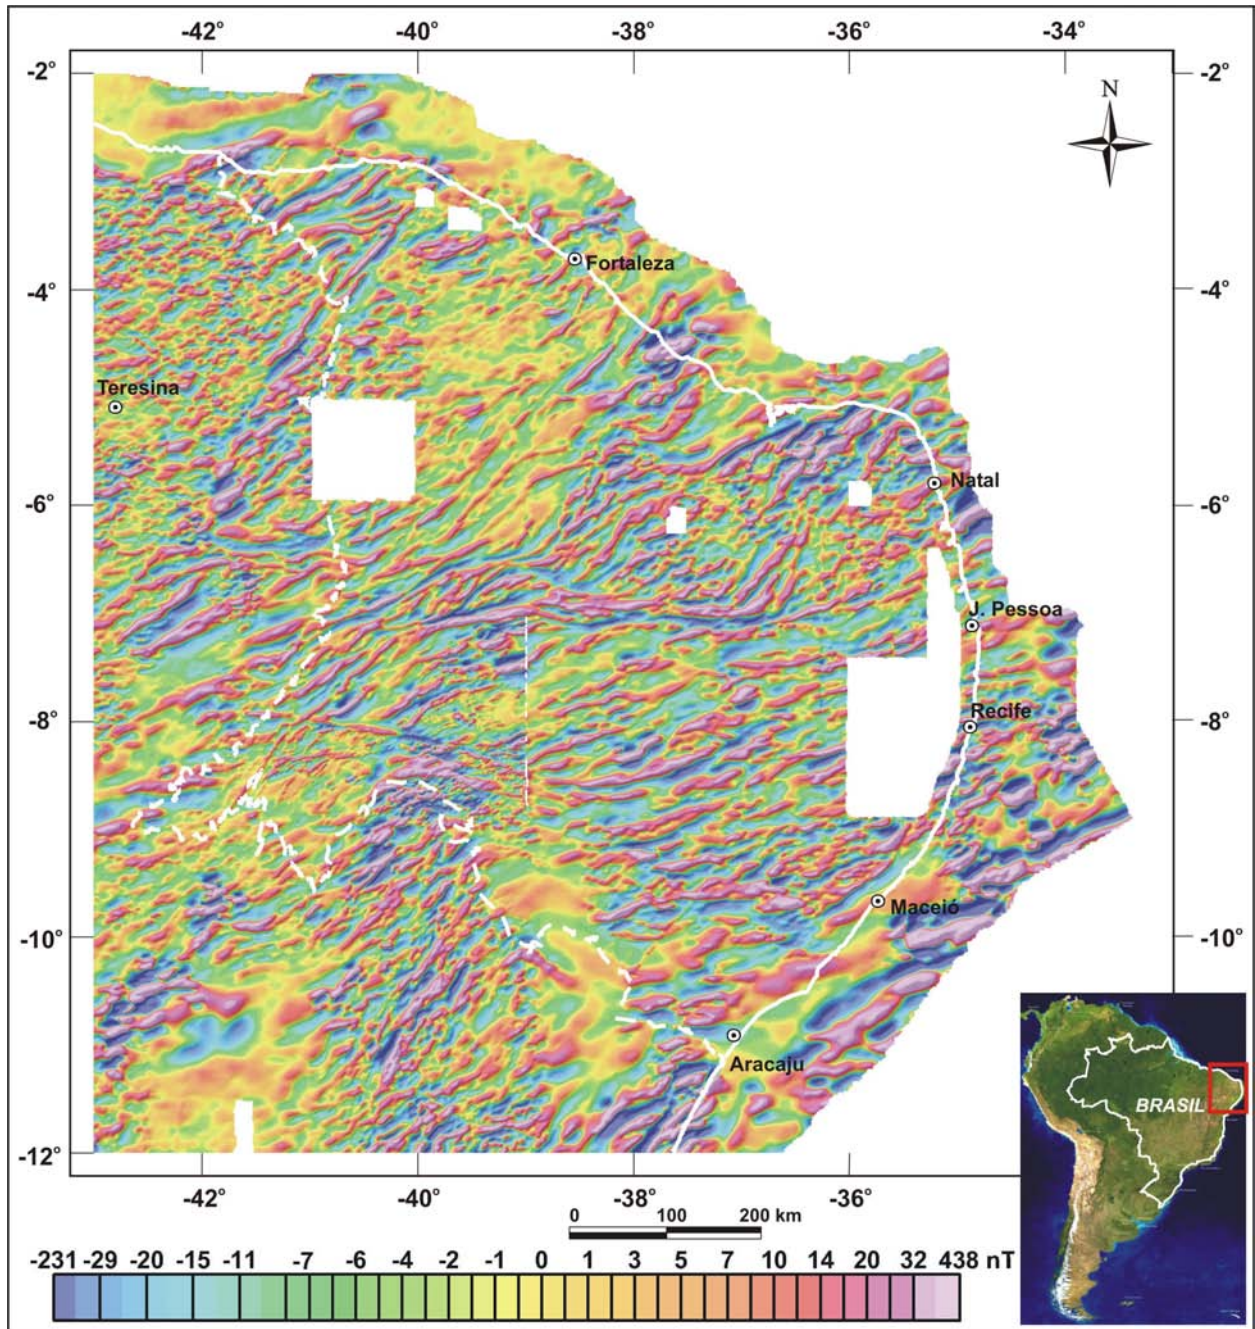 -42° -40° -38° -36° -34°
-2° -2°
N
Fortaleza
-4° -4°
Teresina
Natal
-6° -6°
J. Pessoa
Recife
-8° -8°
Maceió
-10° -10°
Aracaju
BRASIL
-12°
-42° -40° -38° -36°
0 100 200 km
-231 -29 -20 -15 -11 -7 -6 -4 -2 -1 0 1 3 5 7 10 14 20 32 438 nT